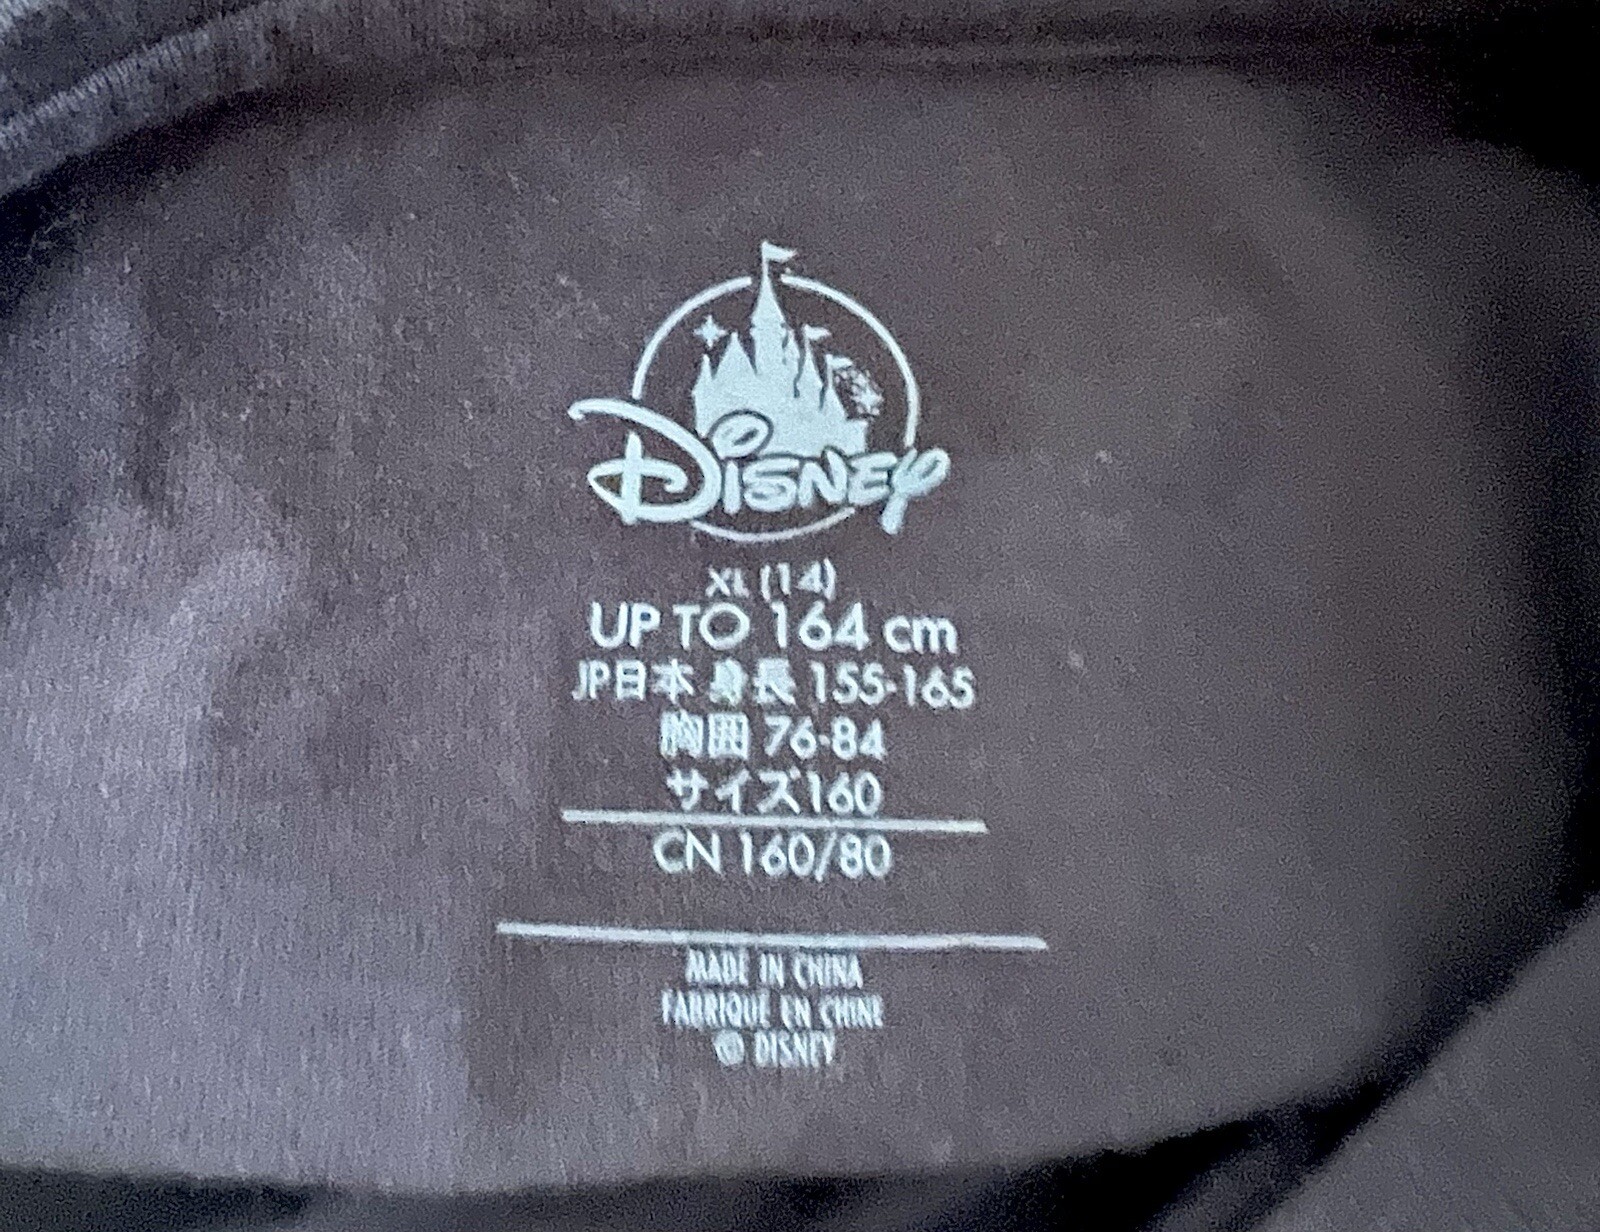 Disney
XL (14)
UP TO 164 cm
JP日本 身長 155-165
胸囲 76-84
サイズ160
CN 160/80
MADE IN CHINA
FABRIQUÉ EN CHINE
© DISNEY